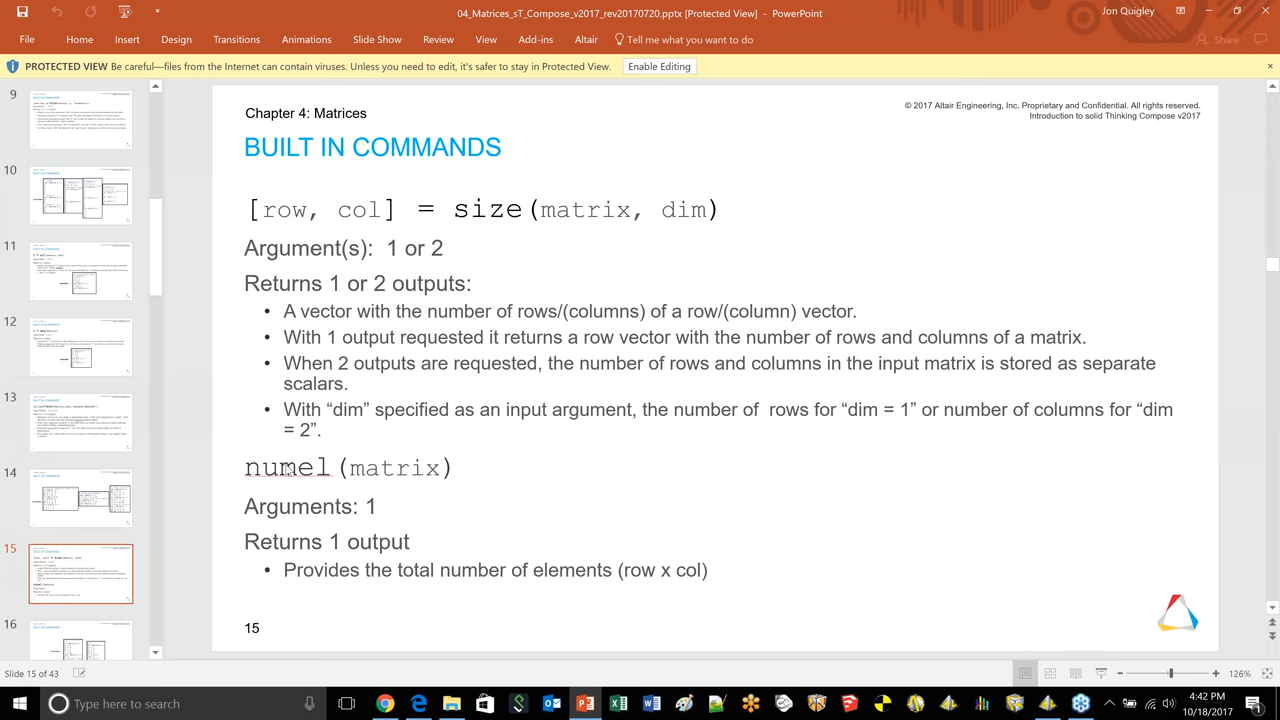 04_Matrices_sT_Compose_v2017_rev20170720.pptx [Protected View] - PowerPoint
Jon Quigley
File Home Insert Design Transitions Slide Show Review View Add-ins Altair Tell me what you want to do
Share
PROTECTED VIEW Be careful—files from the Internet can contain viruses. Unless you need to edit, it's safer to stay in Protected View. Enable Editing
9
10
11
12
13
14
15
16
Chapter 4: Matrices
© 2017 Altair Engineering, Inc. Proprietary and Confidential. All rights
Introduction to solid Thinking Compose v2017
BUILT IN COMMANDS
[row, col] = size(matrix, dim)
Argument(s): 1 or 2
Returns 1 or 2 outputs:
• A vector with the number of rows/(columns) of a row/(column) vector.
• With 1 output requested it returns a row vector with the number of rows and columns of a matrix.
• When 2 outputs are requested, the number of rows and columns in the input matrix is stored as separate
scalars.
• With “dim” specified as an input argument, the number of rows for “dim = 1” or number of columns for “dim
= 2”.
numel(matrix)
Arguments: 1
Returns 1 output
• Provides the total number of elements (row x col)
15
Slide 15 of 43
126%
Type here to search
4:42 PM
10/18/2017